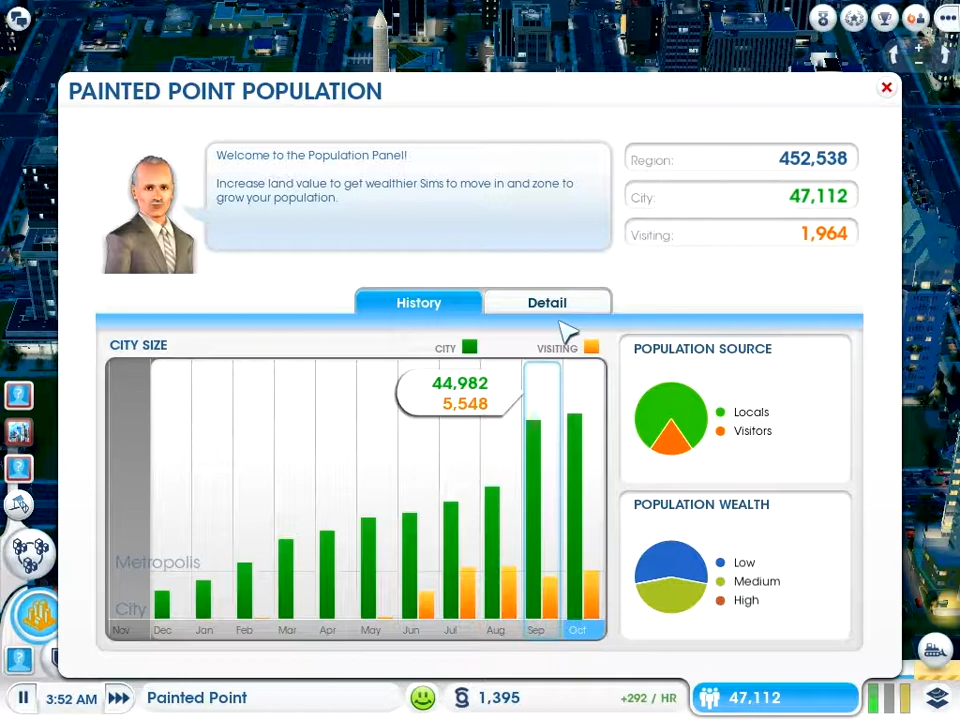 PAINTED POINT POPULATION
Welcome to the Population Panel!
Increase land value to get wealthier Sims to move in and zone to
grow your population.
Region: 452,538
City: 47,112
Visiting: 1,964
History
Detail
CITY SIZE
CITY
VISITING
44,982
5,548
Metropolis
City
Nov Dec Jan Feb Mar Apr May Jun Jul Aug Sep Oct
POPULATION SOURCE
Locals
Visitors
POPULATION WEALTH
Low
Medium
High
3:52 AM
Painted Point
1,395
+292 / HR
47,112